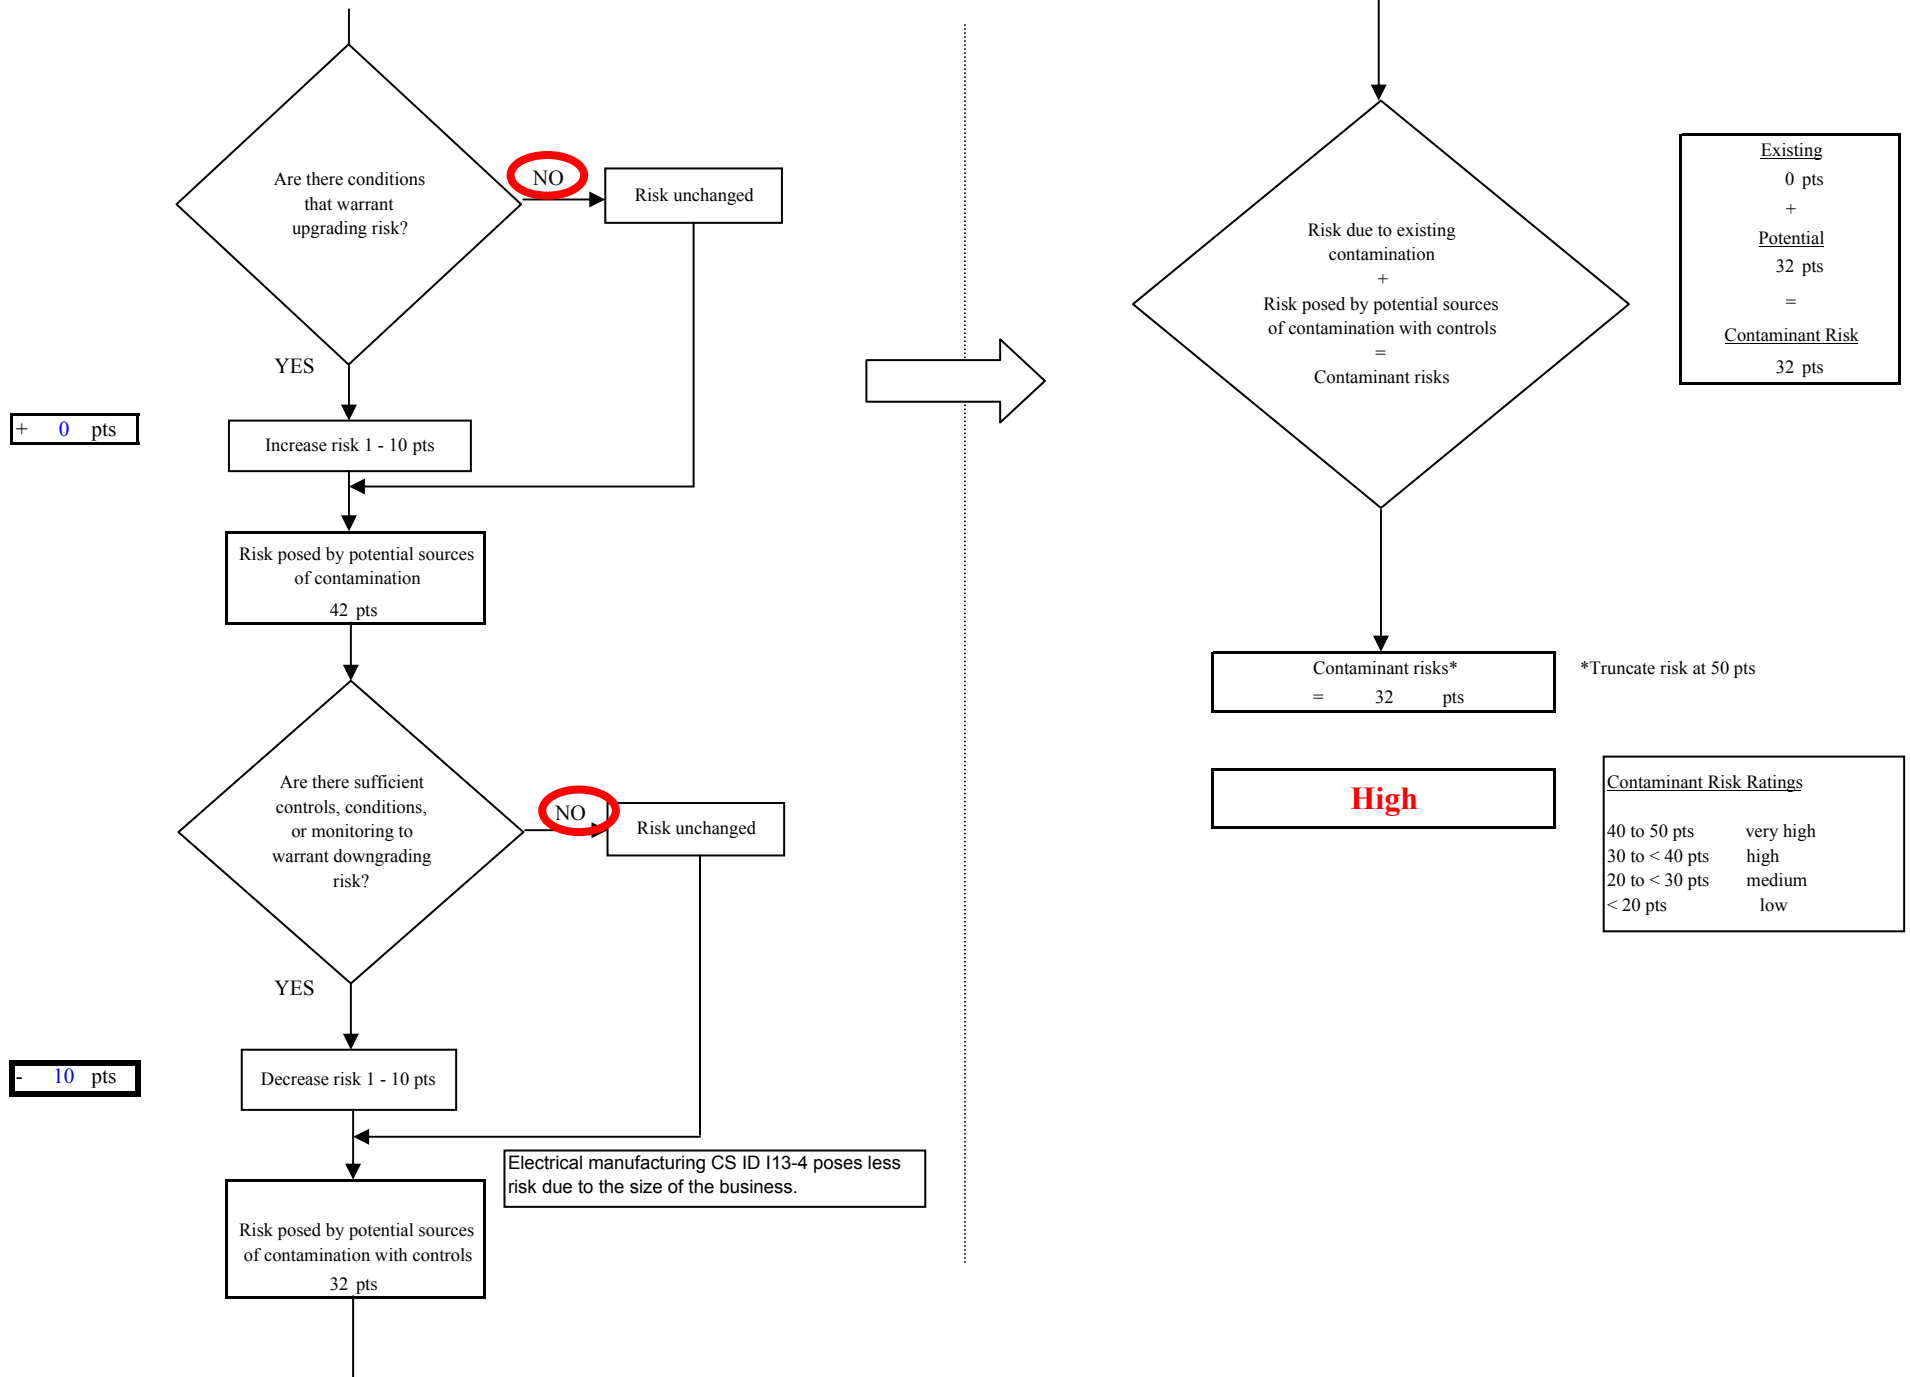 Are there conditions
that warrant
upgrading risk?
NO
Risk unchanged
YES
+ 0 pts
Increase risk 1 - 10 pts
Risk posed by potential sources
of contamination
42 pts
Are there sufficient
controls, conditions,
or monitoring to
warrant downgrading
risk?
NO
Risk unchanged
YES
- 10 pts
Decrease risk 1 - 10 pts
Electrical manufacturing CS ID I13-4 poses less
risk due to the size of the business.
Risk posed by potential sources
of contamination with controls
32 pts
Risk due to existing
contamination
+
Risk posed by potential sources
of contamination with controls
=
Contaminant risks
Existing
0 pts
+
Potential
32 pts
=
Contaminant Risk
32 pts
Contaminant risks*
= 32 pts
*Truncate risk at 50 pts
High
Contaminant Risk Ratings
40 to 50 pts very high
30 to < 40 pts high
20 to < 30 pts medium
< 20 pts low